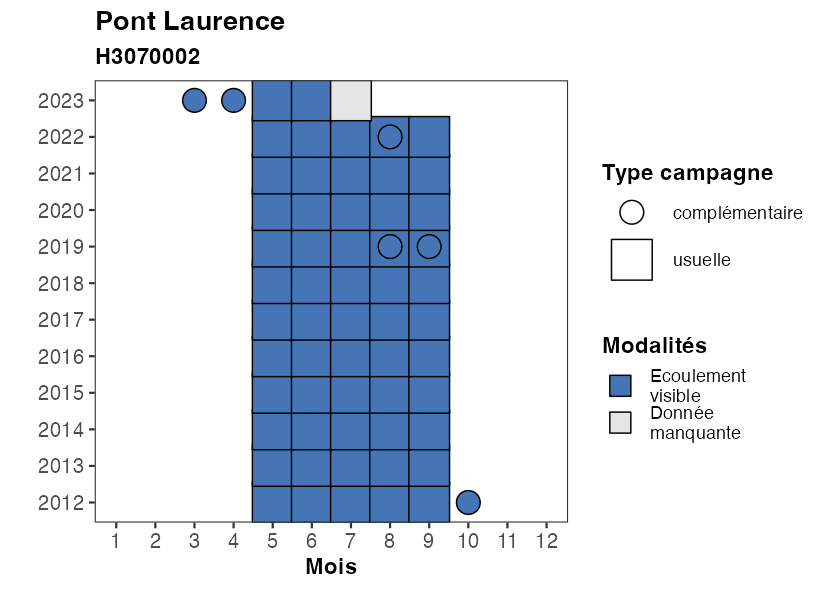 Pont Laurence
H3070002
2023
2022
2021
2020
2019
2018
2017
2016
2015
2014
2013
2012
1 2 3 4 5 6 7 8 9 10 11 12
Mois
Type campagne
complémentaire
usuelle
Modalités
Ecoulement
visible
Donnée
manquante